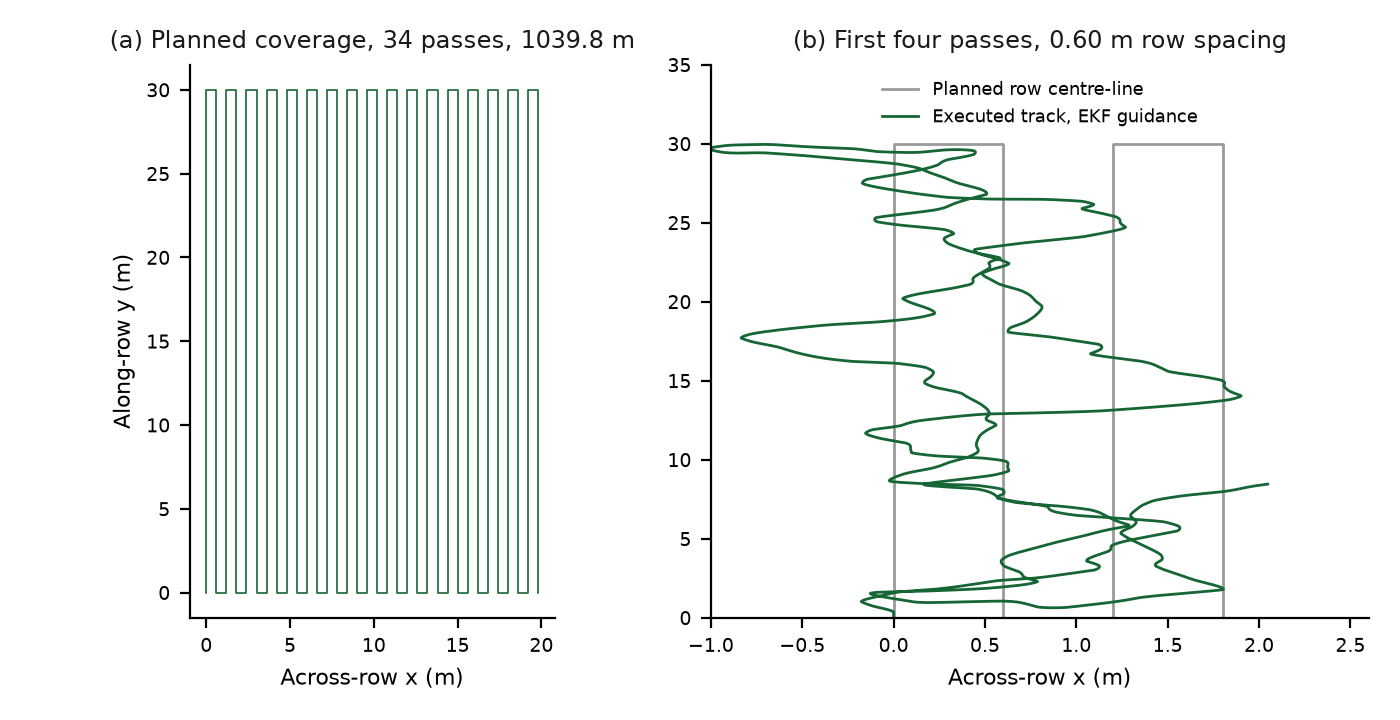 (a) Planned coverage, 34 passes, 1039.8 m
30
25
20
15
10
5
0
Along-row y (m)
0 5 10 15 20
Across-row x (m)
(b) First four passes, 0.60 m row spacing
Planned row centre-line
Executed track, EKF guidance
35
30
25
20
15
10
5
0
−1.0 −0.5 0.0 0.5 1.0 1.5 2.0 2.5
Across-row x (m)